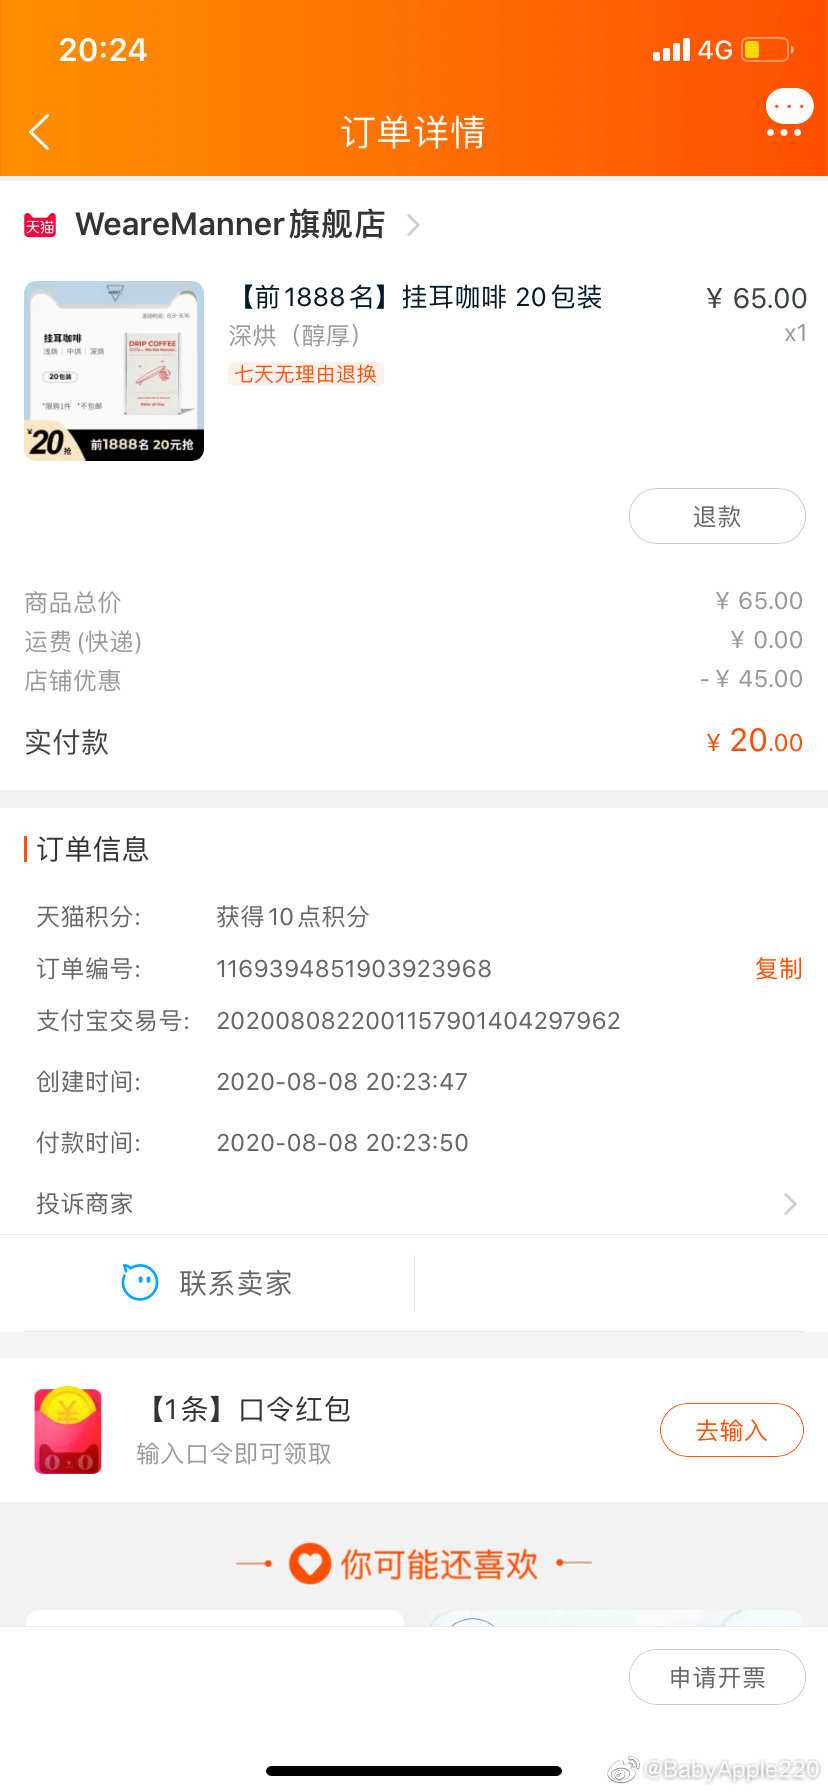 20:24
4G
订单详情
天猫 WeareManner旗舰店
【前1888名】挂耳咖啡 20包装
¥ 65.00
深烘（醇厚）
x1
七天无理由退换
挂耳咖啡
浅烘 | 中烘 | 深烘
20包装
*限购1件 *不包邮
DRIP COFFEE
¥20抢 前1888名 20元抢
退款
商品总价 ¥ 65.00
运费(快递) ¥ 0.00
店铺优惠 -¥ 45.00
实付款 ¥ 20.00
订单信息
天猫积分: 获得10点积分
订单编号: 1169394851903923968 复制
支付宝交易号: 2020080822001157901404297962
创建时间: 2020-08-08 20:23:47
付款时间: 2020-08-08 20:23:50
投诉商家
联系卖家
【1条】口令红包
输入口令即可领取
去输入
你可能还喜欢
申请开票
@BabyApple220